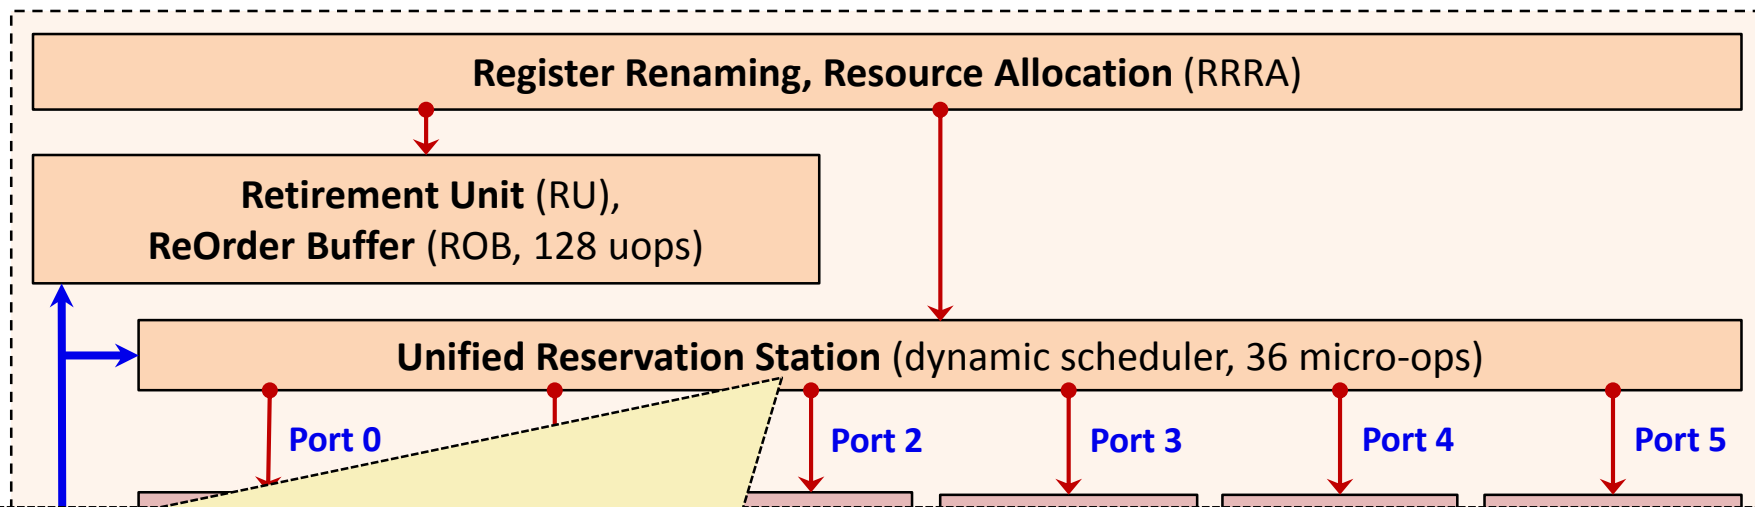 Register Renaming, Resource Allocation (RRRA)
Retirement Unit (RU),
ReOrder Buffer (ROB, 128 uops)
Unified Reservation Station (dynamic scheduler, 36 micro-ops)
Port 0
Port 2
Port 3
Port 4
Port 5